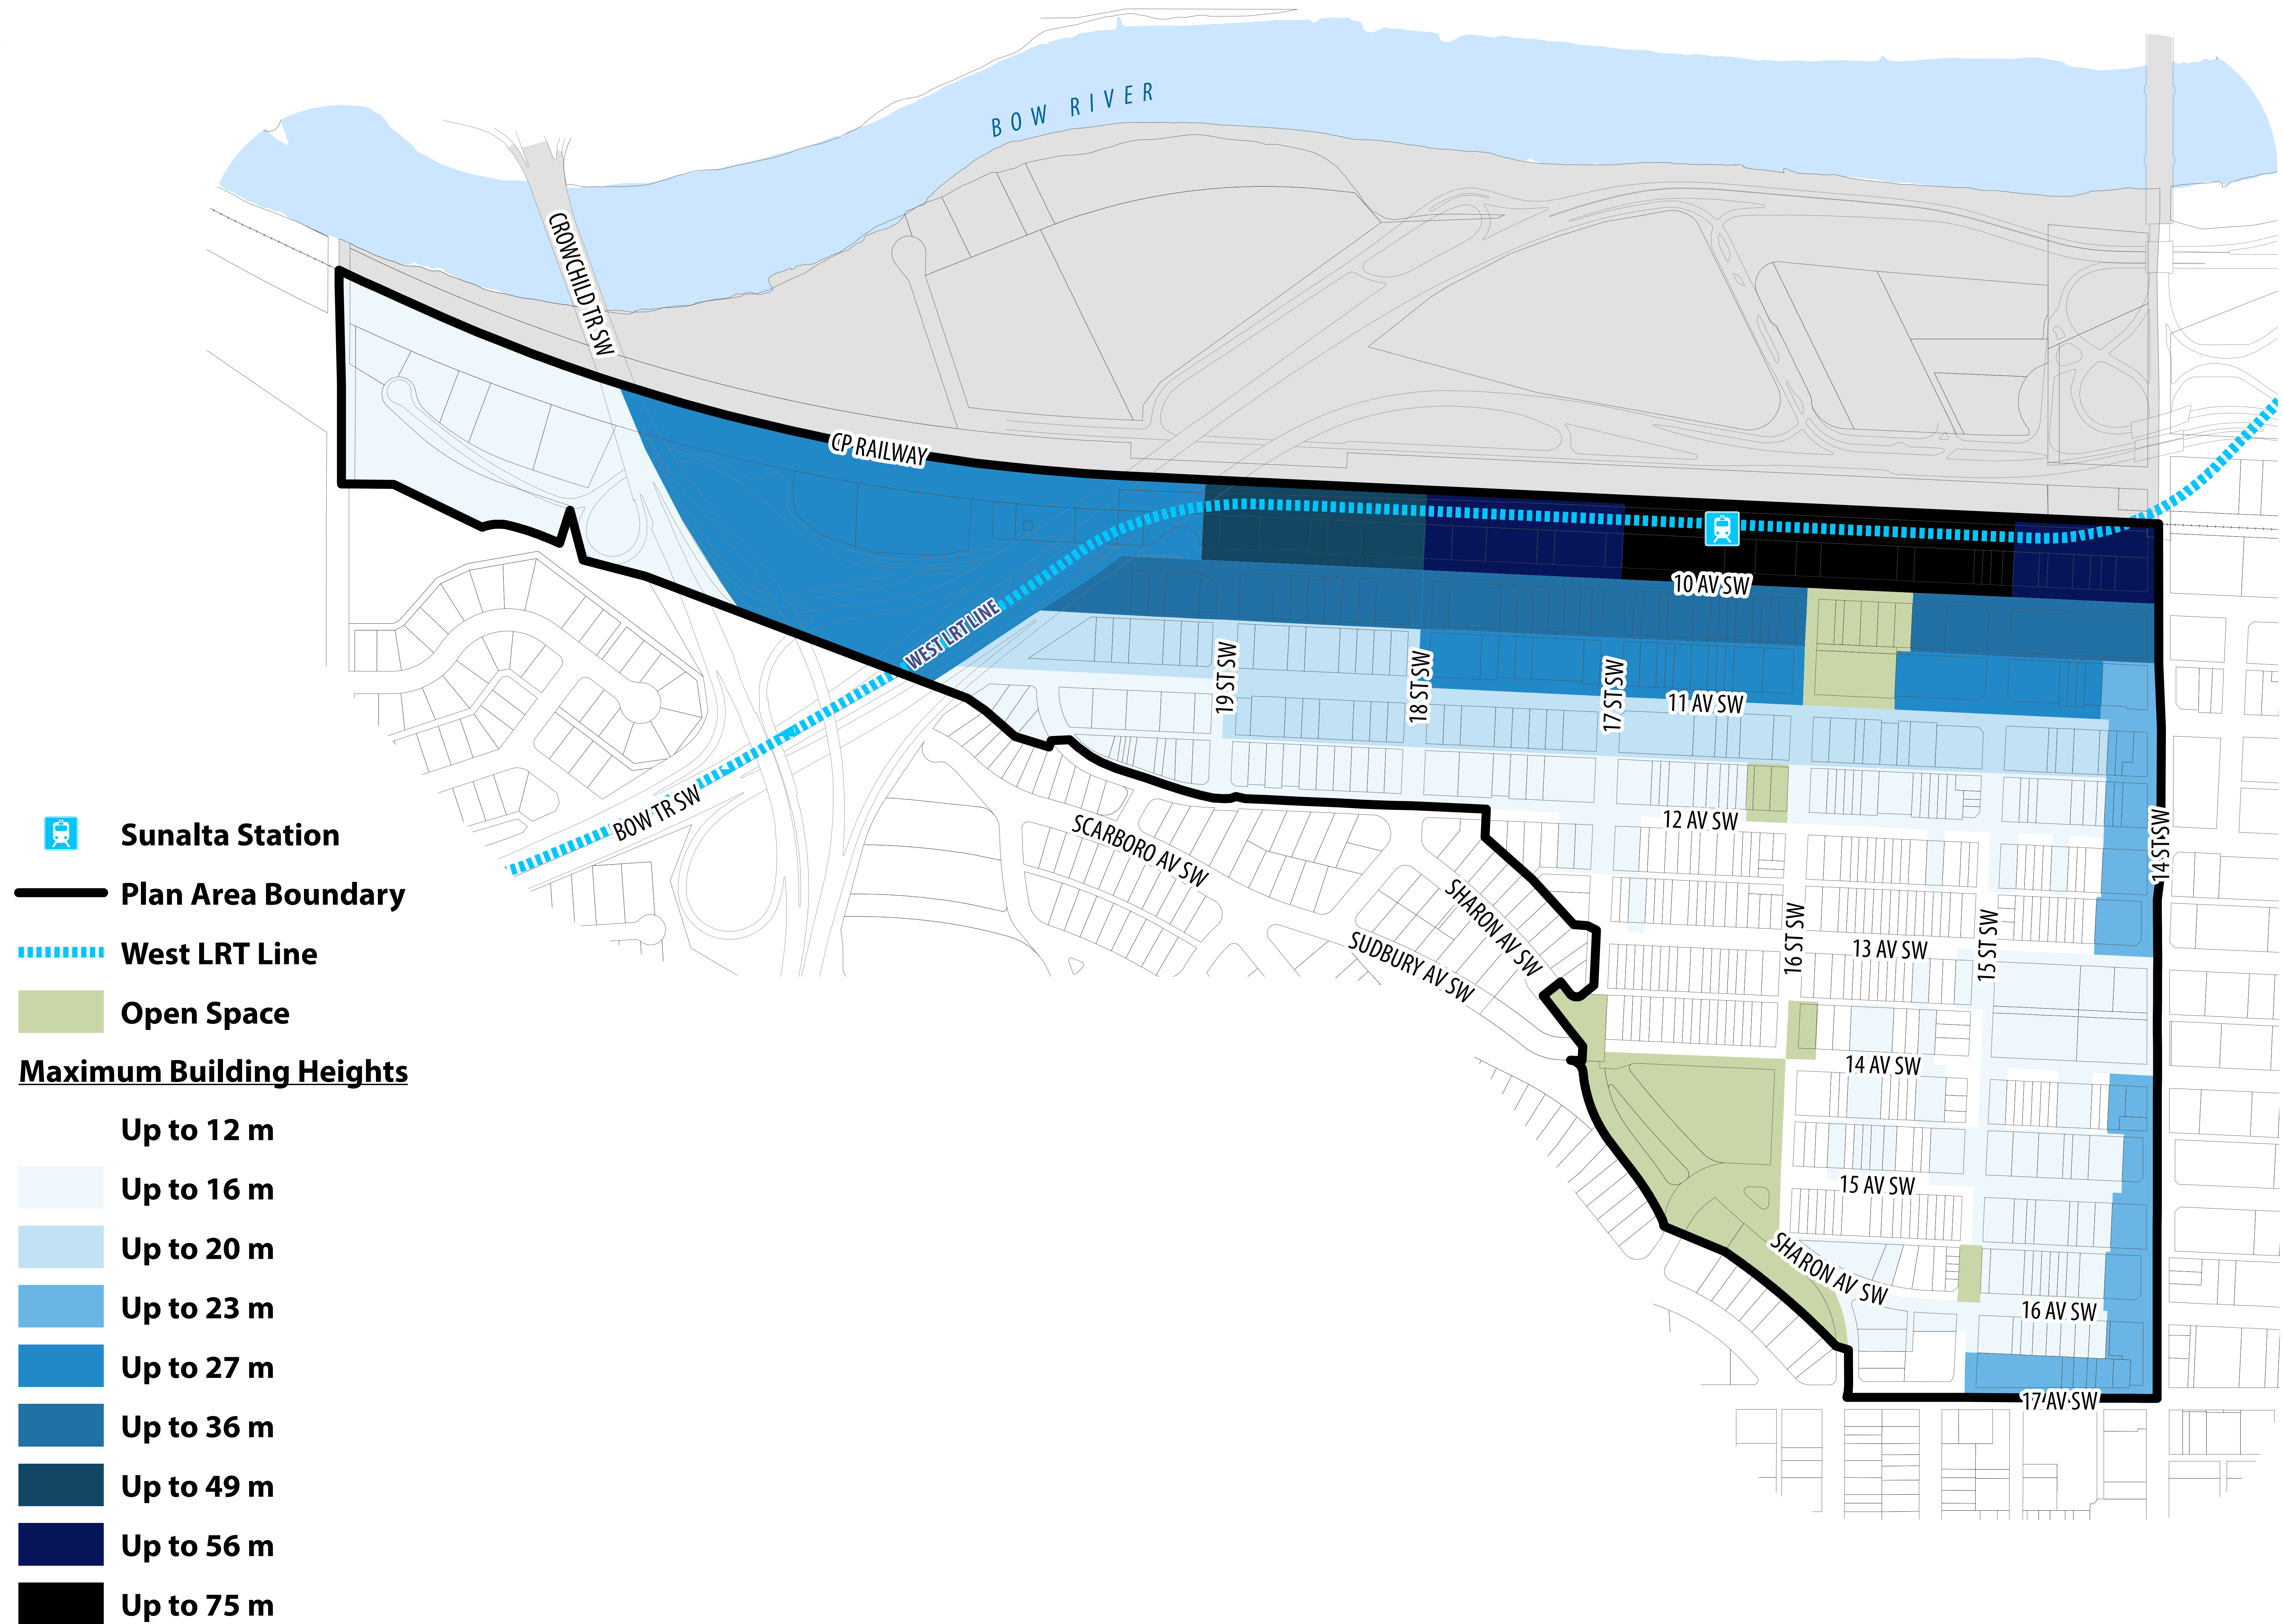 BOW RIVER
CROWCHILD TR SW
CP RAILWAY
WEST LRT LINE
BOW TR SW
10 AV SW
11 AV SW
19 ST SW
18 ST SW
17 ST SW
12 AV SW
14 ST SW
SCARBORO AV SW
SHARON AV SW
SUDBURY AV SW
16 ST SW
13 AV SW
15 ST SW
14 AV SW
15 AV SW
SHARON AV SW
16 AV SW
17 AV SW
Sunalta Station
Plan Area Boundary
West LRT Line
Open Space
Maximum Building Heights
Up to 12 m
Up to 16 m
Up to 20 m
Up to 23 m
Up to 27 m
Up to 36 m
Up to 49 m
Up to 56 m
Up to 75 m